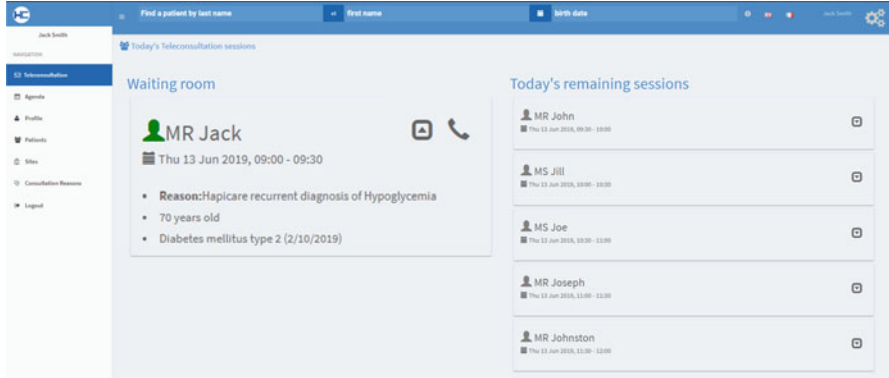 Find a patient by last name
first name
birth date
Jack Smith
Jack Smith
NAVIGATION
Teleconsultation
Agenda
Profile
Patients
Sites
Consultation Reasons
Logout
Today's Teleconsultation sessions
Waiting room
MR Jack
Thu 13 Jun 2019, 09:00 - 09:30
Reason:Hapicare recurrent diagnosis of Hypoglycemia
70 years old
Diabetes mellitus type 2 (2/10/2019)
Today's remaining sessions
MR John
Thu 13 Jun 2019, 09:30 - 10:00
MS Jill
Thu 13 Jun 2019, 10:00 - 10:30
MS Joe
Thu 13 Jun 2019, 10:30 - 11:00
MR Joseph
Thu 13 Jun 2019, 11:00 - 11:30
MR Johnston
Thu 13 Jun 2019, 11:30 - 12:00